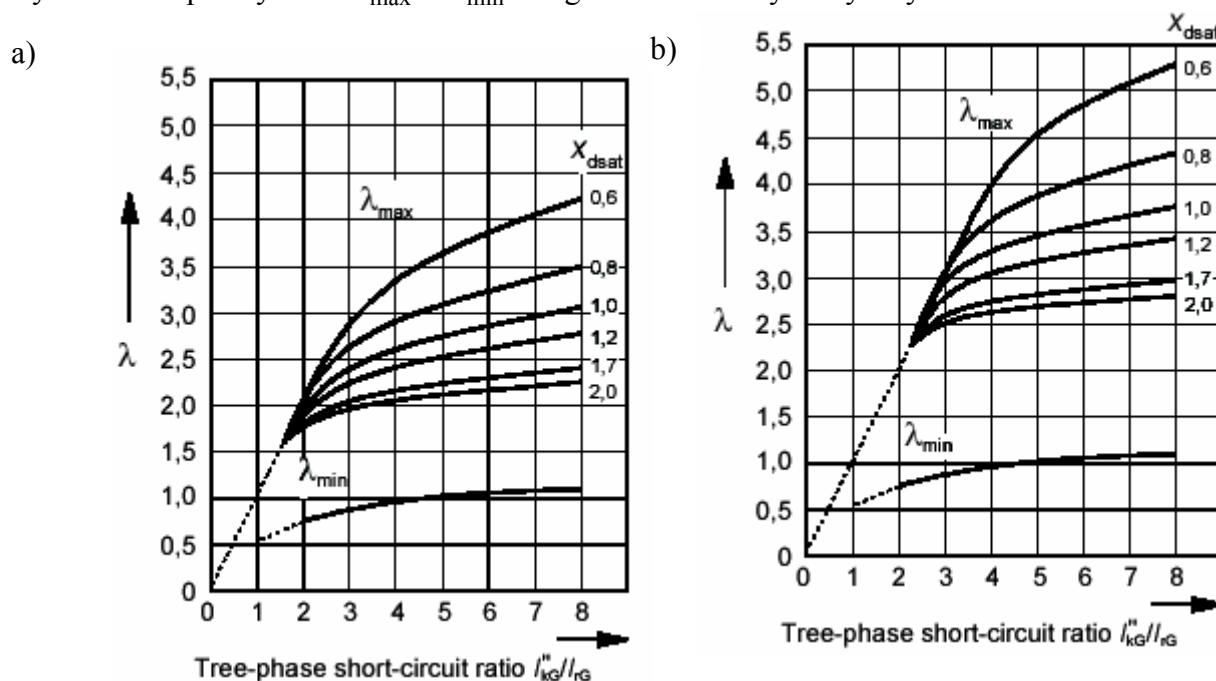 max
min
a)
5,5
5,0
4,5
4,0
3,5
3,0
2,5
2,0
1,5
1,0
0,5
0
λ
λmax
λmin
Xdsat
0,6
0,8
1,0
1,2
1,7
2,0
0 1 2 3 4 5 6 7 8
Tree-phase short-circuit ratio I"kG/IrG
b)
5,5
5,0
4,5
4,0
3,5
3,0
2,5
2,0
1,5
1,0
0,5
0
λ
λmax
λmin
Xdsat
0,6
0,8
1,0
1,2
1,7
2,0
0 1 2 3 4 5 6 7 8
Tree-phase short-circuit ratio I"kG/IrG